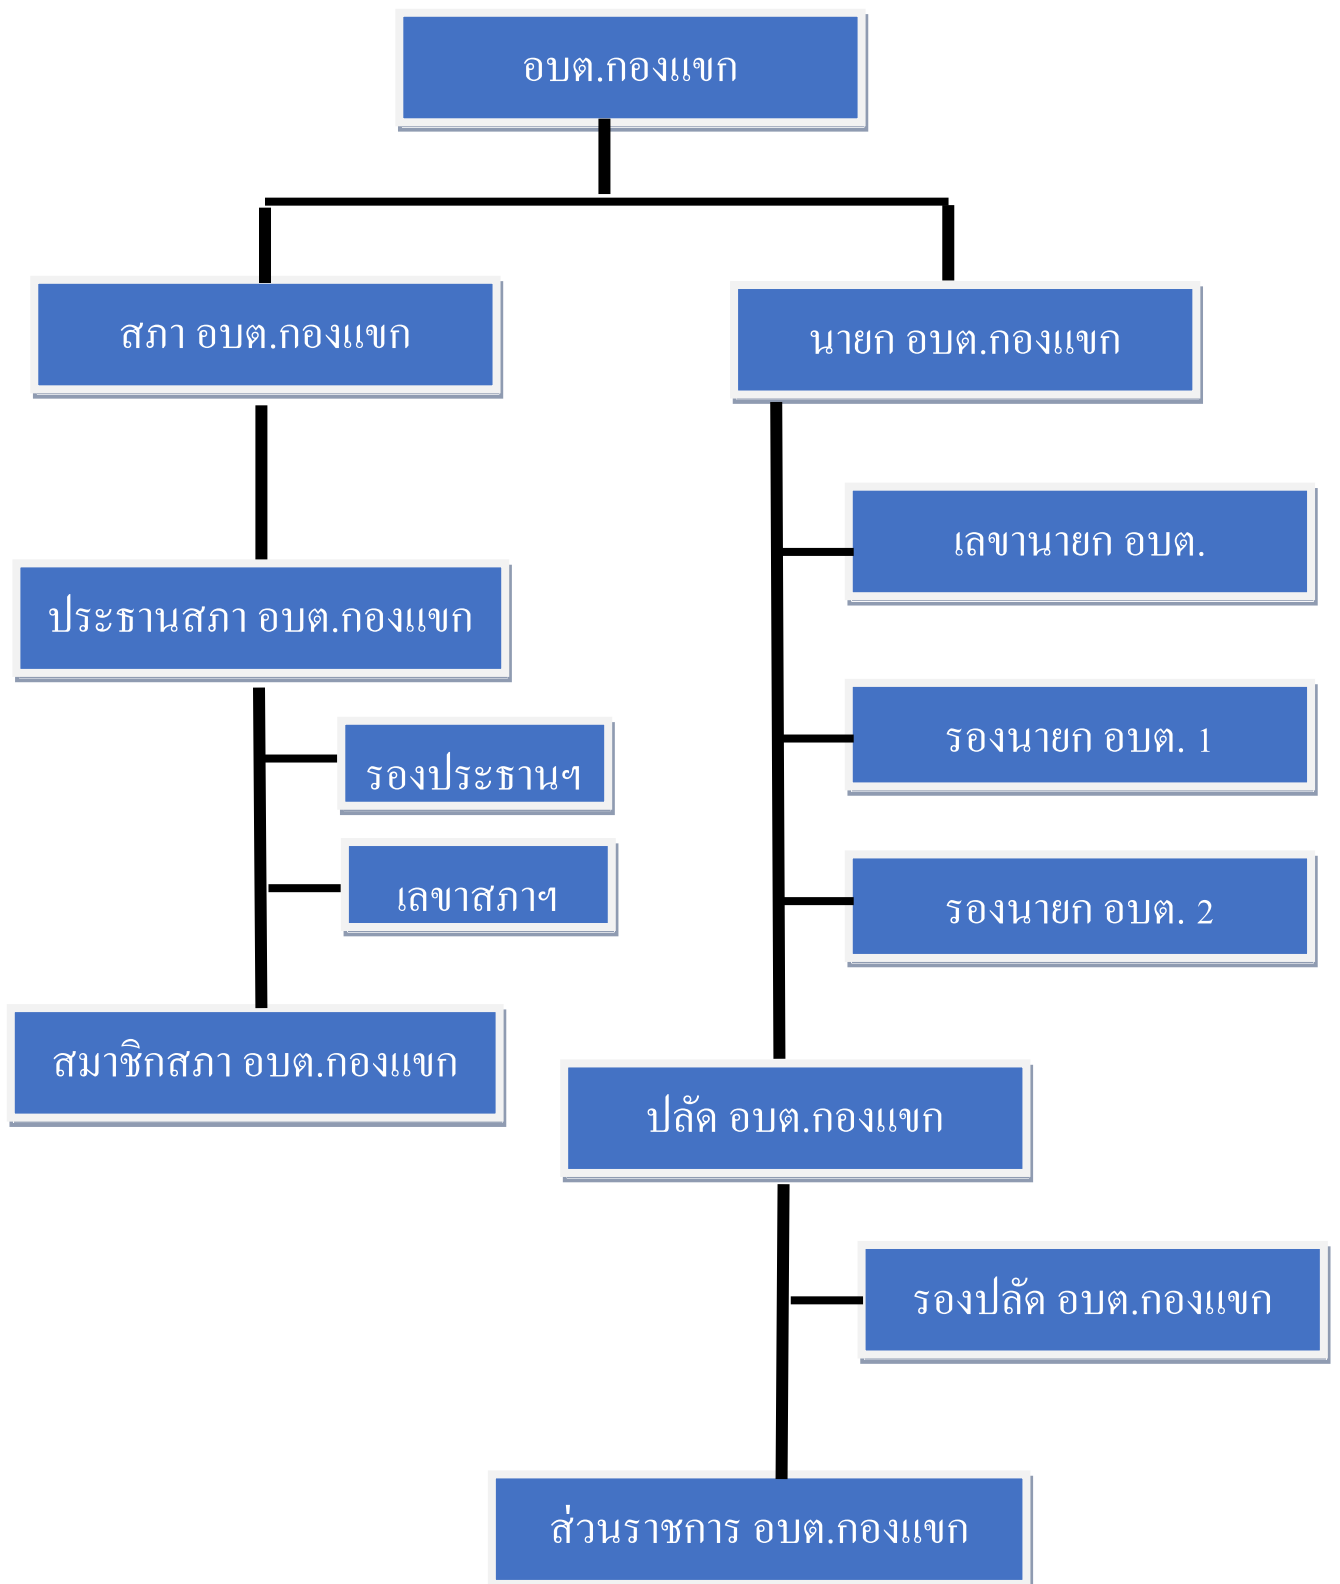 อบต.กองแขก
สภา อบต.กองแขก
นายก อบต.กองแขก
เลขานายก อบต.
ประธานสภา อบต.กองแขก
รองนายก อบต. 1
รองประธานฯ
เลขาสภาฯ
รองนายก อบต. 2
สมาชิกสภา อบต.กองแขก
ปลัด อบต.กองแขก
รองปลัด อบต.กองแขก
ส่วนราชการ อบต.กองแขก